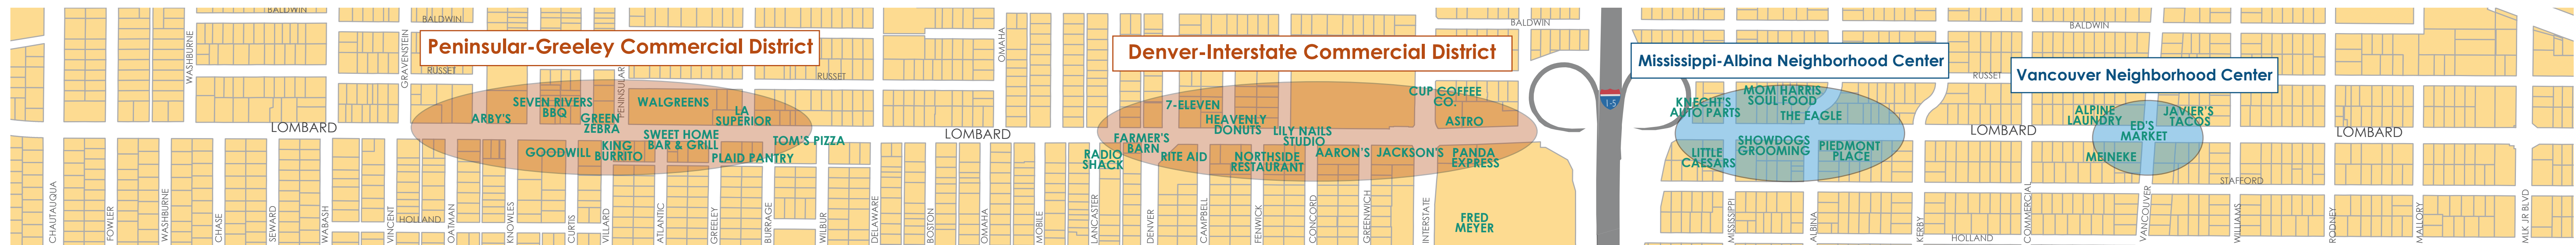 BALDWIN
BALDWIN
BALDWIN
BALDWIN
WASHBURNE
GRAVENSTEIN
OMAHA
Peninsular-Greeley Commercial District
Denver-Interstate Commercial District
Mississippi-Albina Neighborhood Center
Vancouver Neighborhood Center
RUSSET
RUSSET
RUSSET
PENINSULAR
I-5
ARBY'S
SEVEN RIVERS
BBQ
GREEN
ZEBRA
WALGREENS
LA
SUPERIOR
GOODWILL
KING
BURRITO
SWEET HOME
BAR & GRILL
PLAID PANTRY
TOM'S PIZZA
RADIO
SHACK
FARMER'S
BARN
7-ELEVEN
HEAVENLY
DONUTS
LILY NAILS
STUDIO
RITE AID
NORTHSIDE
RESTAURANT
AARON'S
JACKSON'S
CUP COFFEE
CO.
ASTRO
PANDA
EXPRESS
FRED
MEYER
KNECHT'S
AUTO PARTS
MOM HARRIS
SOUL FOOD
THE EAGLE
LITTLE
CAESARS
SHOWDOGS
GROOMING
PIEDMONT
PLACE
ALPINE
LAUNDRY
ED'S
MARKET
JAVIER'S
TACOS
MEINEKE
LOMBARD
LOMBARD
LOMBARD
LOMBARD
HOLLAND
HOLLAND
STAFFORD
CHAUTAUQUA
FOWLER
WASHBURNE
CHASE
SEWARD
WABASH
VINCENT
OATMAN
KNOWLES
CURTIS
VILLARD
ATLANTIC
GREELEY
BURRAGE
WILBUR
DELAWARE
BOSTON
OMAHA
MOBILE
LANCASTER
DENVER
CAMPBELL
FENWICK
CONCORD
GREENWICH
INTERSTATE
MISSISSIPPI
ALBINA
KERBY
COMMERCIAL
VANCOUVER
WILLIAMS
RODNEY
MALLORY
MLK JR BLVD
BALDWIN